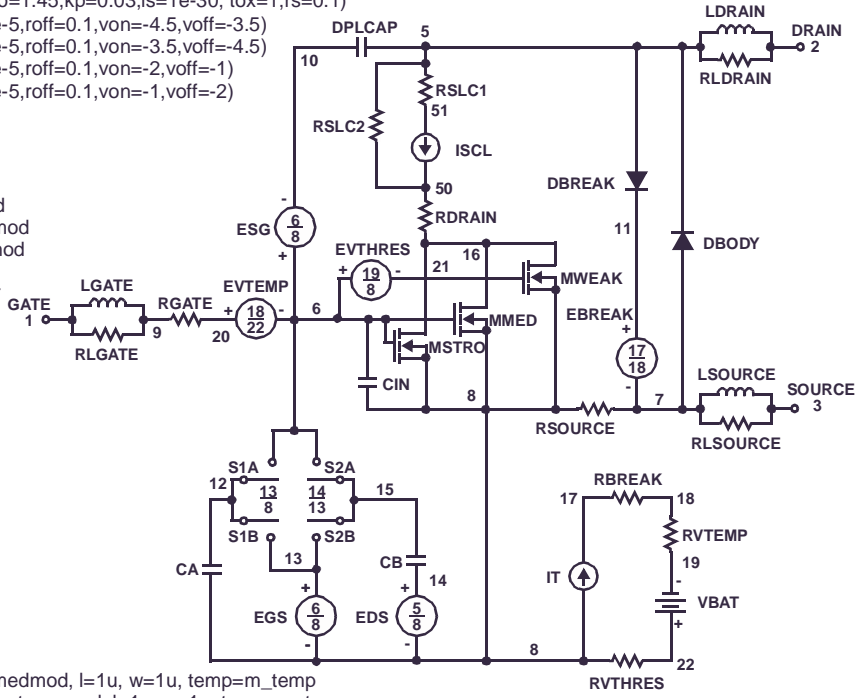 o=1.45,kp=0.03,is=1e-30, tox=1,rs=0.1)
e-5,roff=0.1,von=-4.5,voff=-3.5)
e-5,roff=0.1,von=-3.5,voff=-4.5)
e-5,roff=0.1,von=-2,voff=-1)
e-5,roff=0.1,von=-1,voff=-2)
LDRAIN
DPLCAP 5 DRAIN
10 2
RSLC1 RLDRAIN
51
RSLC2
ISCL
50 DBREAK
d
mod
mod
- RDRAIN
ESG 6 8 11 DBODY
+ EVTHRES 16
+ 19 8 - 21 MWEAK
LGATE EVTEMP
GATE RGATE + 18 22 - 6 MMED EBREAK +
1 9 20 MSTRO 17 18
RLGATE LSOURCE
CIN - SOURCE
8 7 3
RSOURCE RLSOURCE
S1A S2A RBREAK
12 13 8 14 13 15 17 18
S1B S2B RVTEMP
13 CB 19
CA 14 IT -
+ + VBAT
EGS 6 8 EDS 5 8 +
- - 8 22
RVTHRES
medmod, l=1u, w=1u, temp=m_temp